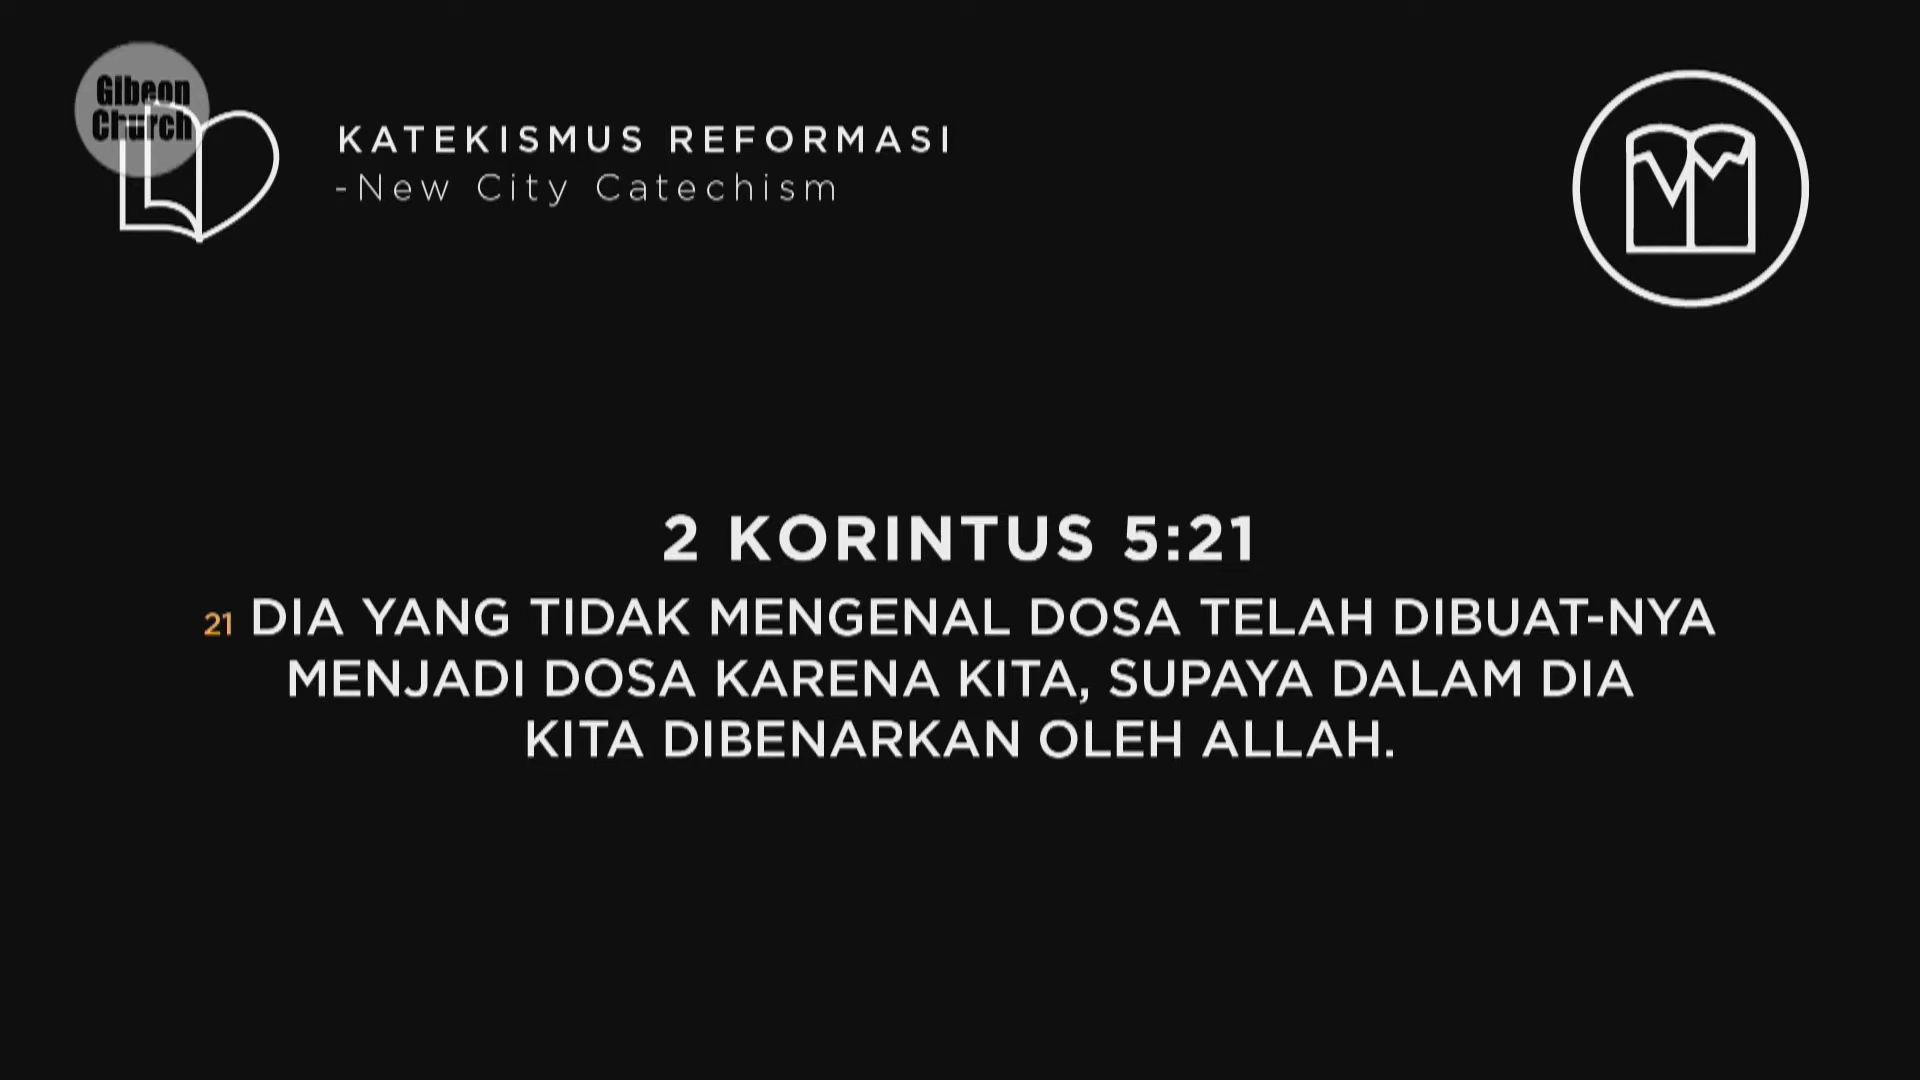 Gibeon
Church
KATEKISMUS REFORMASI
-New City Catechism
2 KORINTUS 5:21
21 DIA YANG TIDAK MENGENAL DOSA TELAH DIBUAT-NYA
MENJADI DOSA KARENA KITA, SUPAYA DALAM DIA
KITA DIBENARKAN OLEH ALLAH.